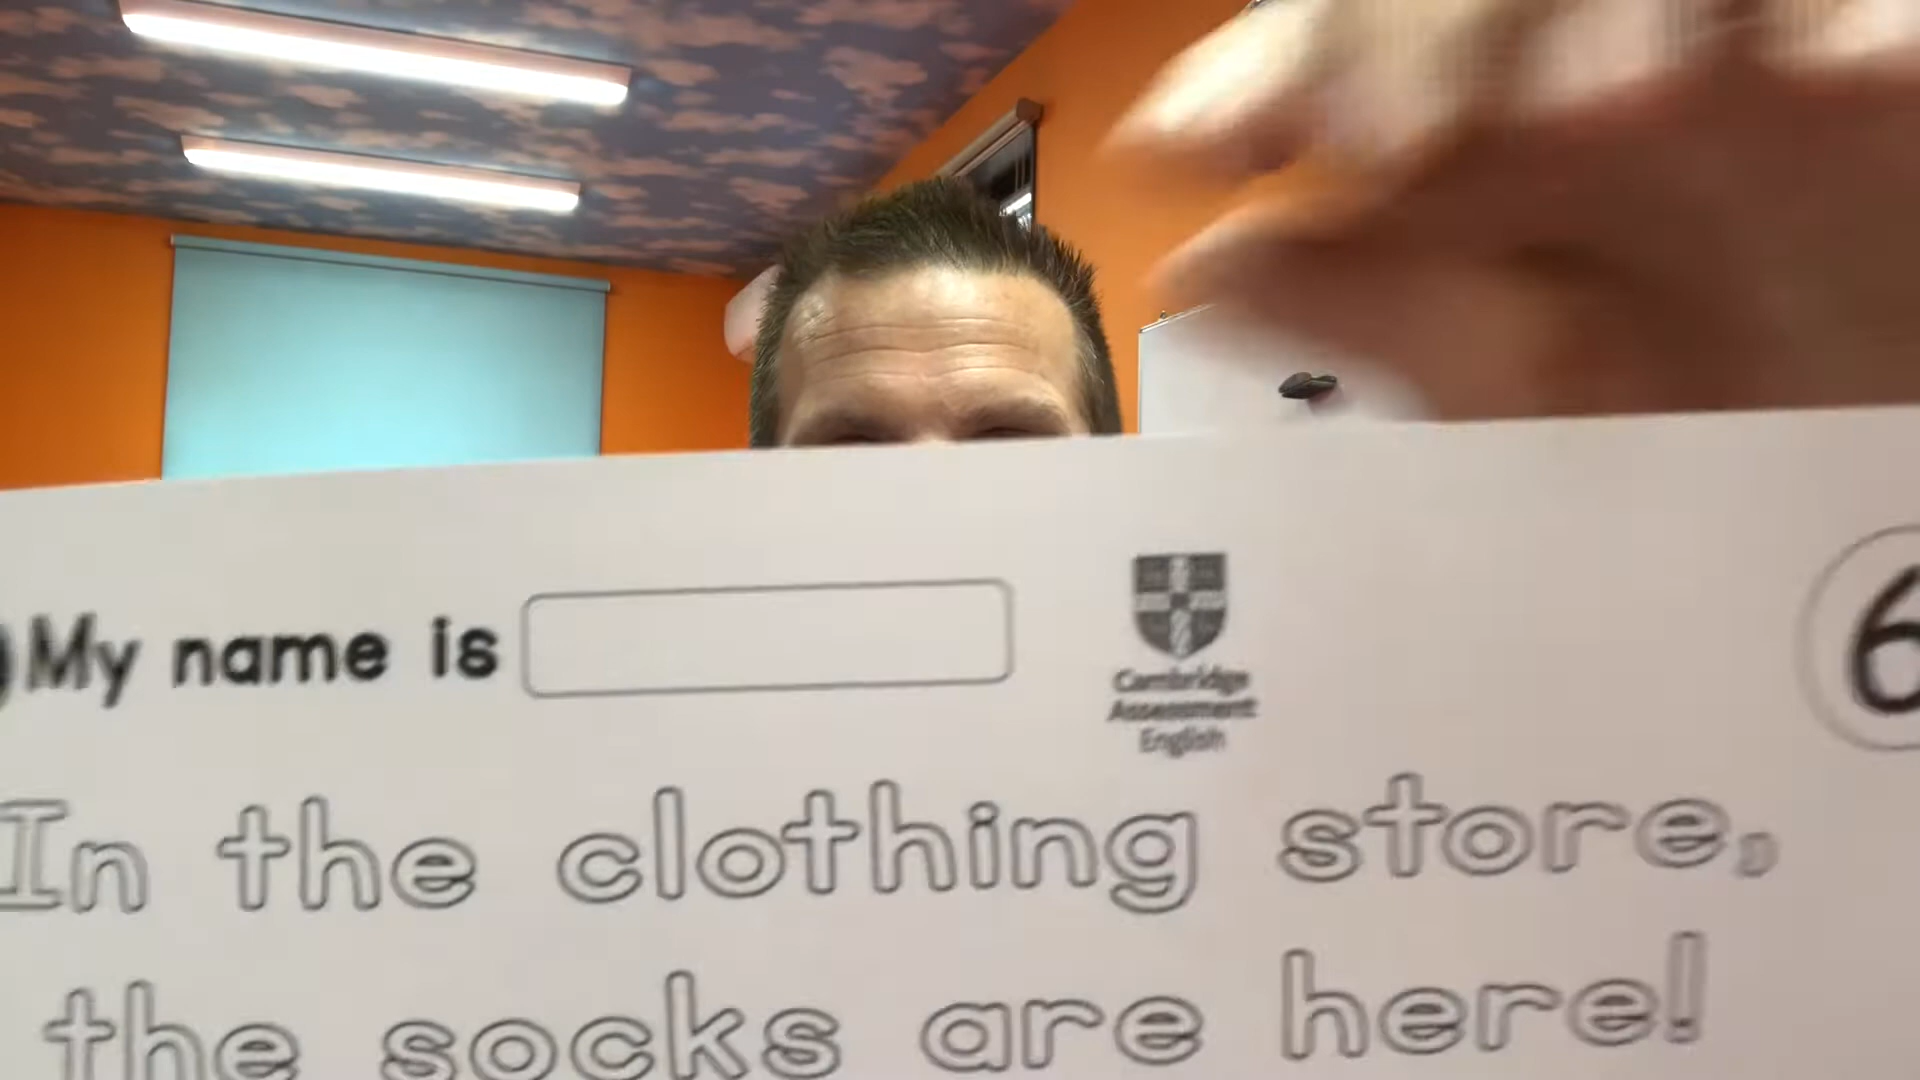 My name is
Cambridge
Assessment
English
6
In the clothing store,
the socks are here!